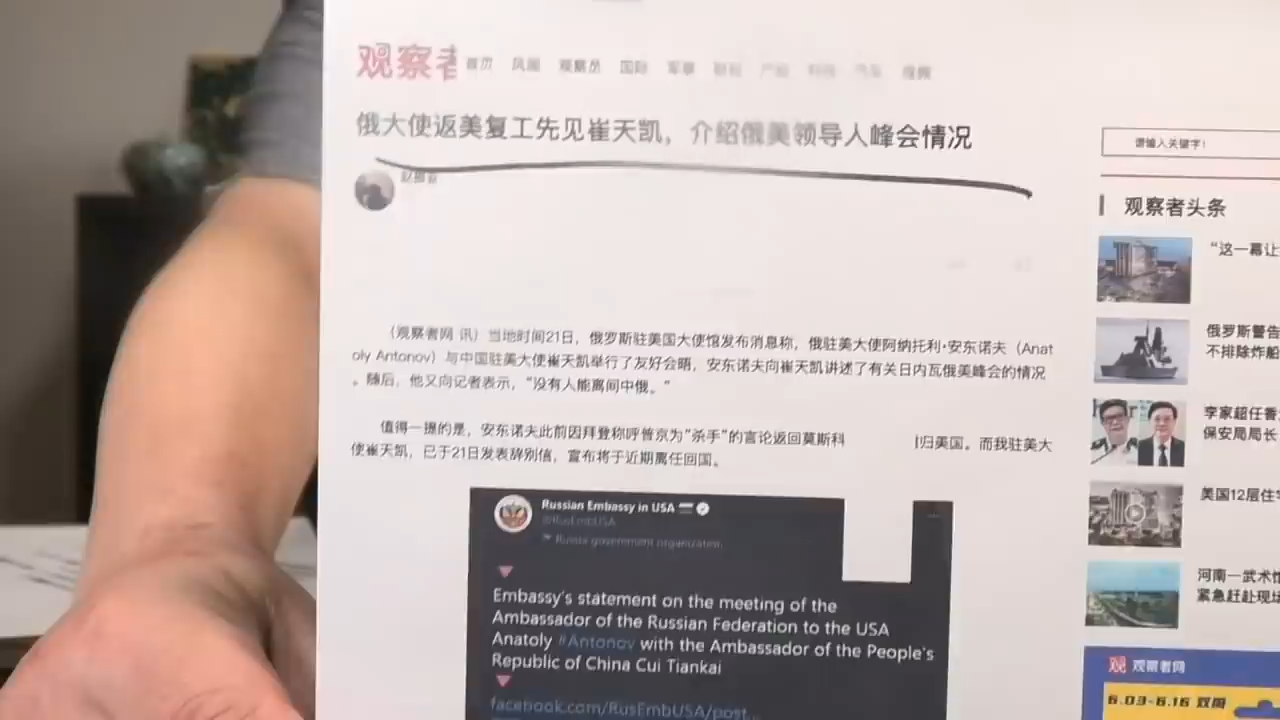 观察者
首页 风闻 观察员 国际 军事 财经 产经 科技 汽车 视频
俄大使返美复工先见崔天凯，介绍俄美领导人峰会情况
请输入关键字!
观察者头条
“这一幕让
（观察者网 讯）当地时间21日，俄罗斯驻美国大使馆发布消息称，俄驻美大使阿纳托利·安东诺夫（Anat
oly Antonov）与中国驻美大使崔天凯举行了友好会晤，安东诺夫向崔天凯讲述了有关日内瓦俄美峰会的情况
。随后，他又向记者表示，“没有人能离间中俄。”
俄罗斯警告
不排除炸船
值得一提的是，安东诺夫此前因拜登称呼普京为“杀手”的言论返回莫斯科 归美国。而我驻美大
使崔天凯，已于21日发表辞别信，宣布将于近期离任回国。
李家超任香
保安局局长
美国12层住宅
河南一武术馆
紧急赶赴现场
Russian Embassy in USA
@RusEmbUSA
Russia government organization
Embassy's statement on the meeting of the
Ambassador of the Russian Federation to the USA
Anatoly #Antonov with the Ambassador of the People's
Republic of China Cui Tiankai
facebook.com/RusEmbUSA/post…
观 观察者网
6.03-6.16 双周